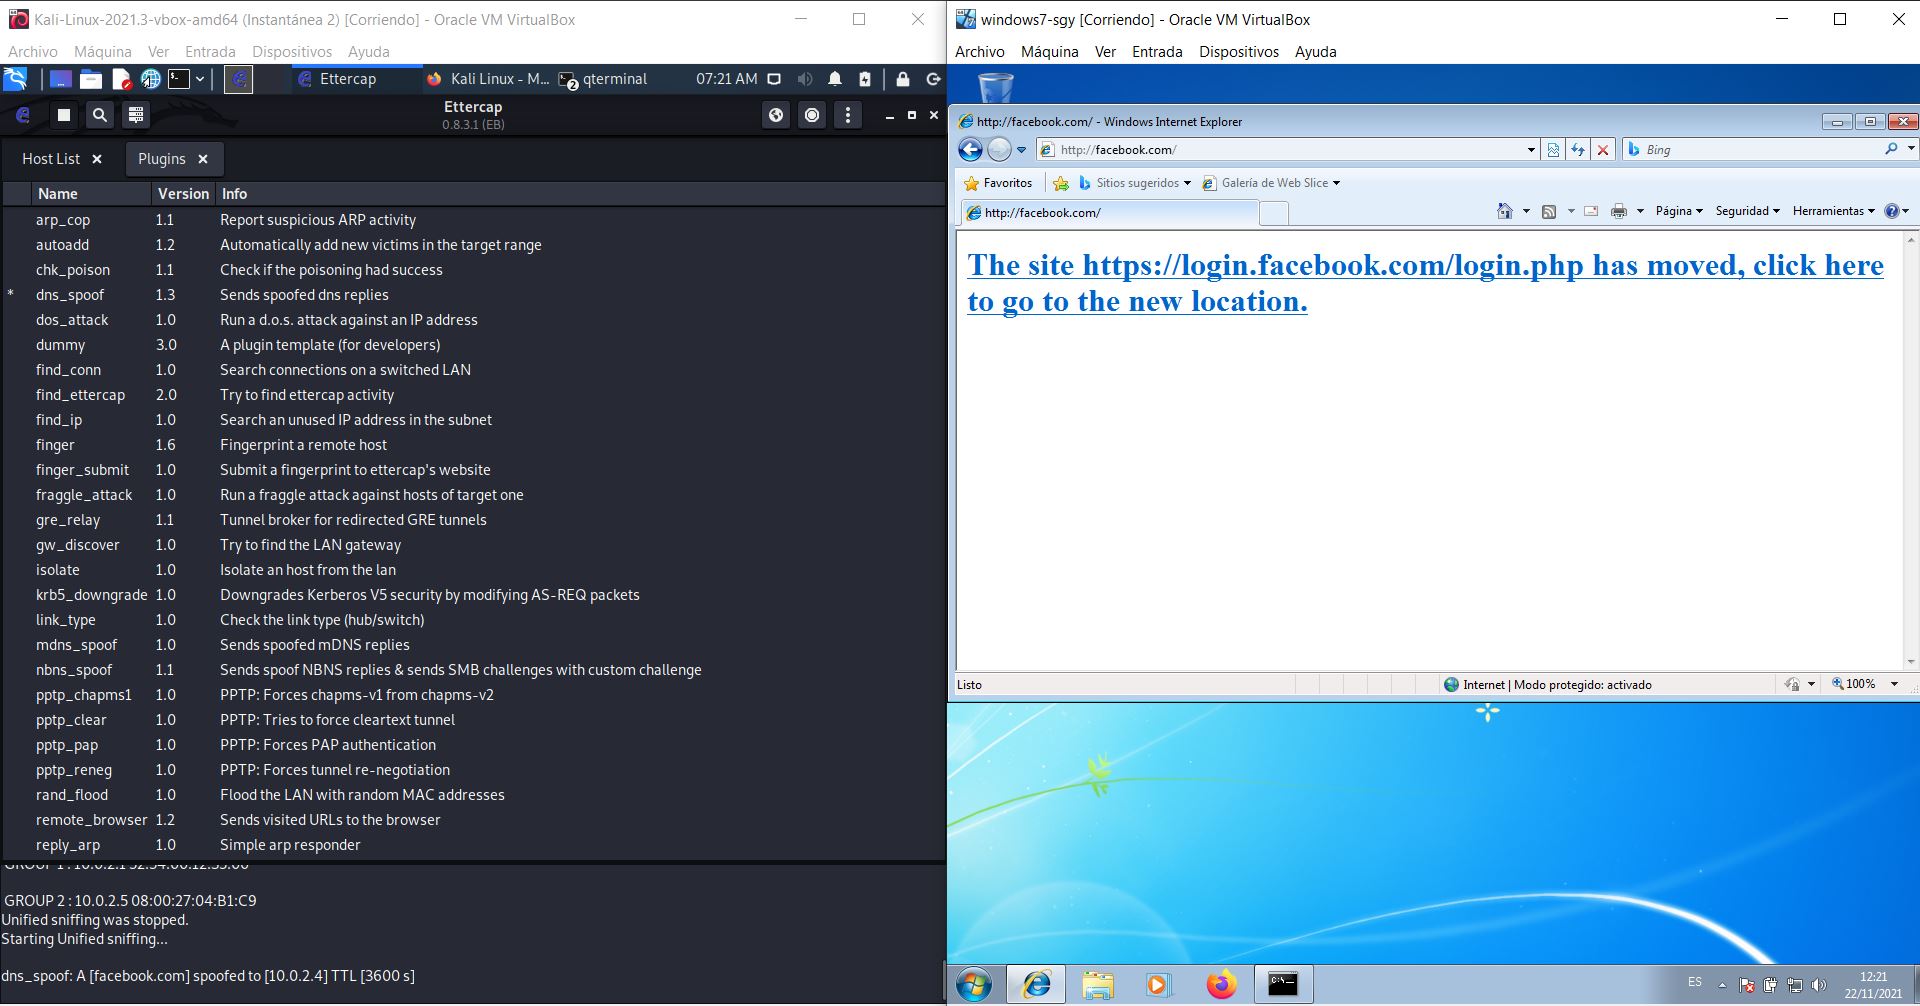 Kali-Linux-2021.3-vbox-amd64 (Instantánea 2) [Corriendo] - Oracle VM VirtualBox
Archivo Máquina Ver Entrada Dispositivos Ayuda
Ettercap Kali Linux - M... 2 qterminal 07:21 AM
Ettercap
0.8.3.1 (EB)
Host List Plugins
Name Version Info
arp_cop 1.1 Report suspicious ARP activity
autoadd 1.2 Automatically add new victims in the target range
chk_poison 1.1 Check if the poisoning had success
* dns_spoof 1.3 Sends spoofed dns replies
dos_attack 1.0 Run a d.o.s. attack against an IP address
dummy 3.0 A plugin template (for developers)
find_conn 1.0 Search connections on a switched LAN
find_ettercap 2.0 Try to find ettercap activity
find_ip 1.0 Search an unused IP address in the subnet
finger 1.6 Fingerprint a remote host
finger_submit 1.0 Submit a fingerprint to ettercap's website
fraggle_attack 1.0 Run a fraggle attack against hosts of target one
gre_relay 1.1 Tunnel broker for redirected GRE tunnels
gw_discover 1.0 Try to find the LAN gateway
isolate 1.0 Isolate an host from the lan
krb5_downgrade 1.0 Downgrades Kerberos V5 security by modifying AS-REQ packets
link_type 1.0 Check the link type (hub/switch)
mdns_spoof 1.0 Sends spoofed mDNS replies
nbns_spoof 1.1 Sends spoof NBNS replies & sends SMB challenges with custom challenge
pptp_chapms1 1.0 PPTP: Forces chapms-v1 from chapms-v2
pptp_clear 1.0 PPTP: Tries to force cleartext tunnel
pptp_pap 1.0 PPTP: Forces PAP authentication
pptp_reneg 1.0 PPTP: Forces tunnel re-negotiation
rand_flood 1.0 Flood the LAN with random MAC addresses
remote_browser 1.2 Sends visited URLs to the browser
reply_arp 1.0 Simple arp responder
GROUP 2 : 10.0.2.5 08:00:27:04:B1:C9
Unified sniffing was stopped.
Starting Unified sniffing...
dns_spoof: A [facebook.com] spoofed to [10.0.2.4] TTL [3600 s]
windows7-sgy [Corriendo] - Oracle VM VirtualBox
Archivo Máquina Ver Entrada Dispositivos Ayuda
http://facebook.com/ - Windows Internet Explorer
http://facebook.com/ Bing
Favoritos Sitios sugeridos Galería de Web Slice
http://facebook.com/ Página Seguridad Herramientas
The site https://login.facebook.com/login.php has moved, click here
to go to the new location.
Listo Internet | Modo protegido: activado 100%
ES 12:21
22/11/2021